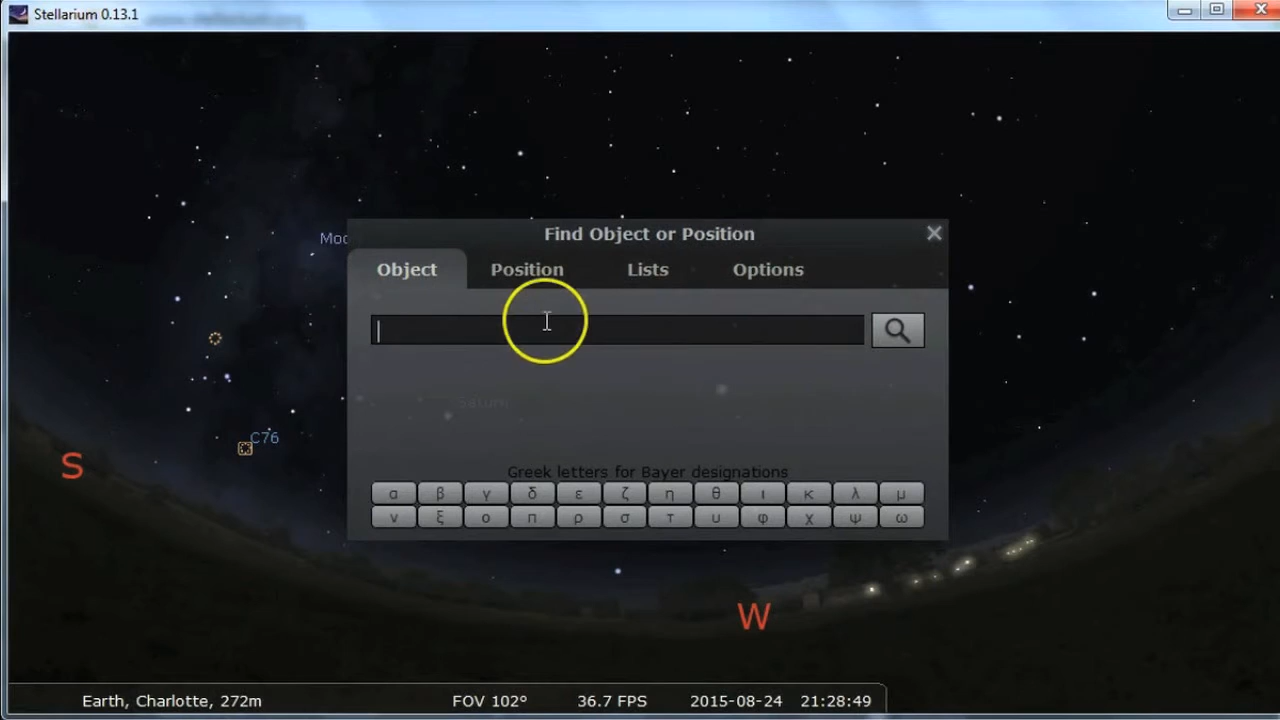 Stellarium 0.13.1
Find Object or Position
Object Position Lists Options
Saturn
C76
Greek letters for Bayer designations
α β γ δ ε ζ η θ ι κ λ μ
ν ξ ο π ρ σ τ υ φ χ ψ ω
S
W
Earth, Charlotte, 272m FOV 102° 36.7 FPS 2015-08-24 21:28:49